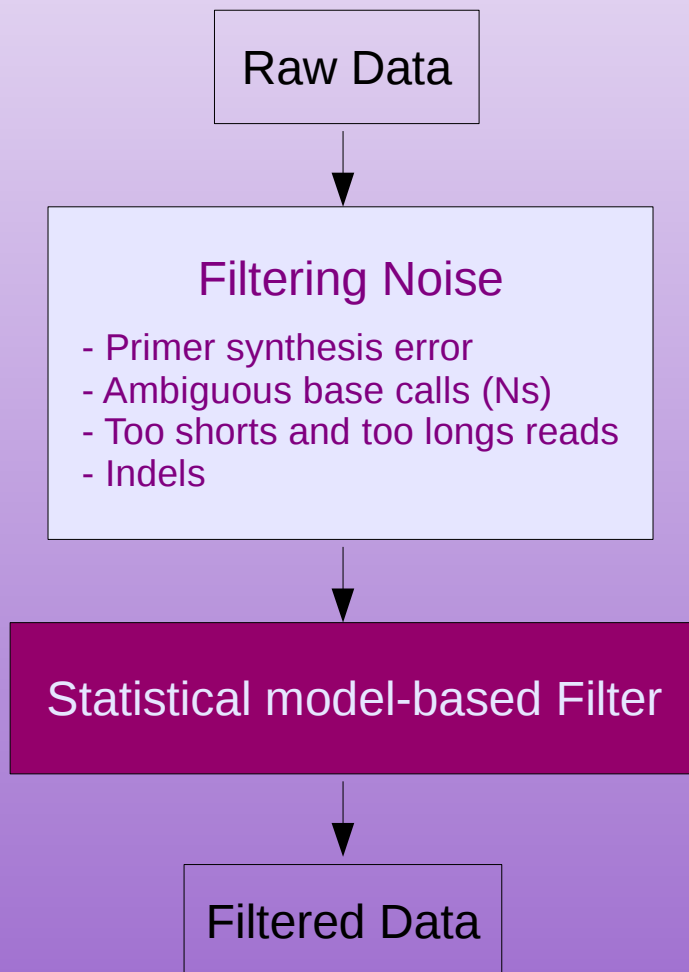 Raw Data
Filtering Noise
- Primer synthesis error
- Ambiguous base calls (Ns)
- Too shorts and too longs reads
- Indels
Statistical model-based Filter
Filtered Data